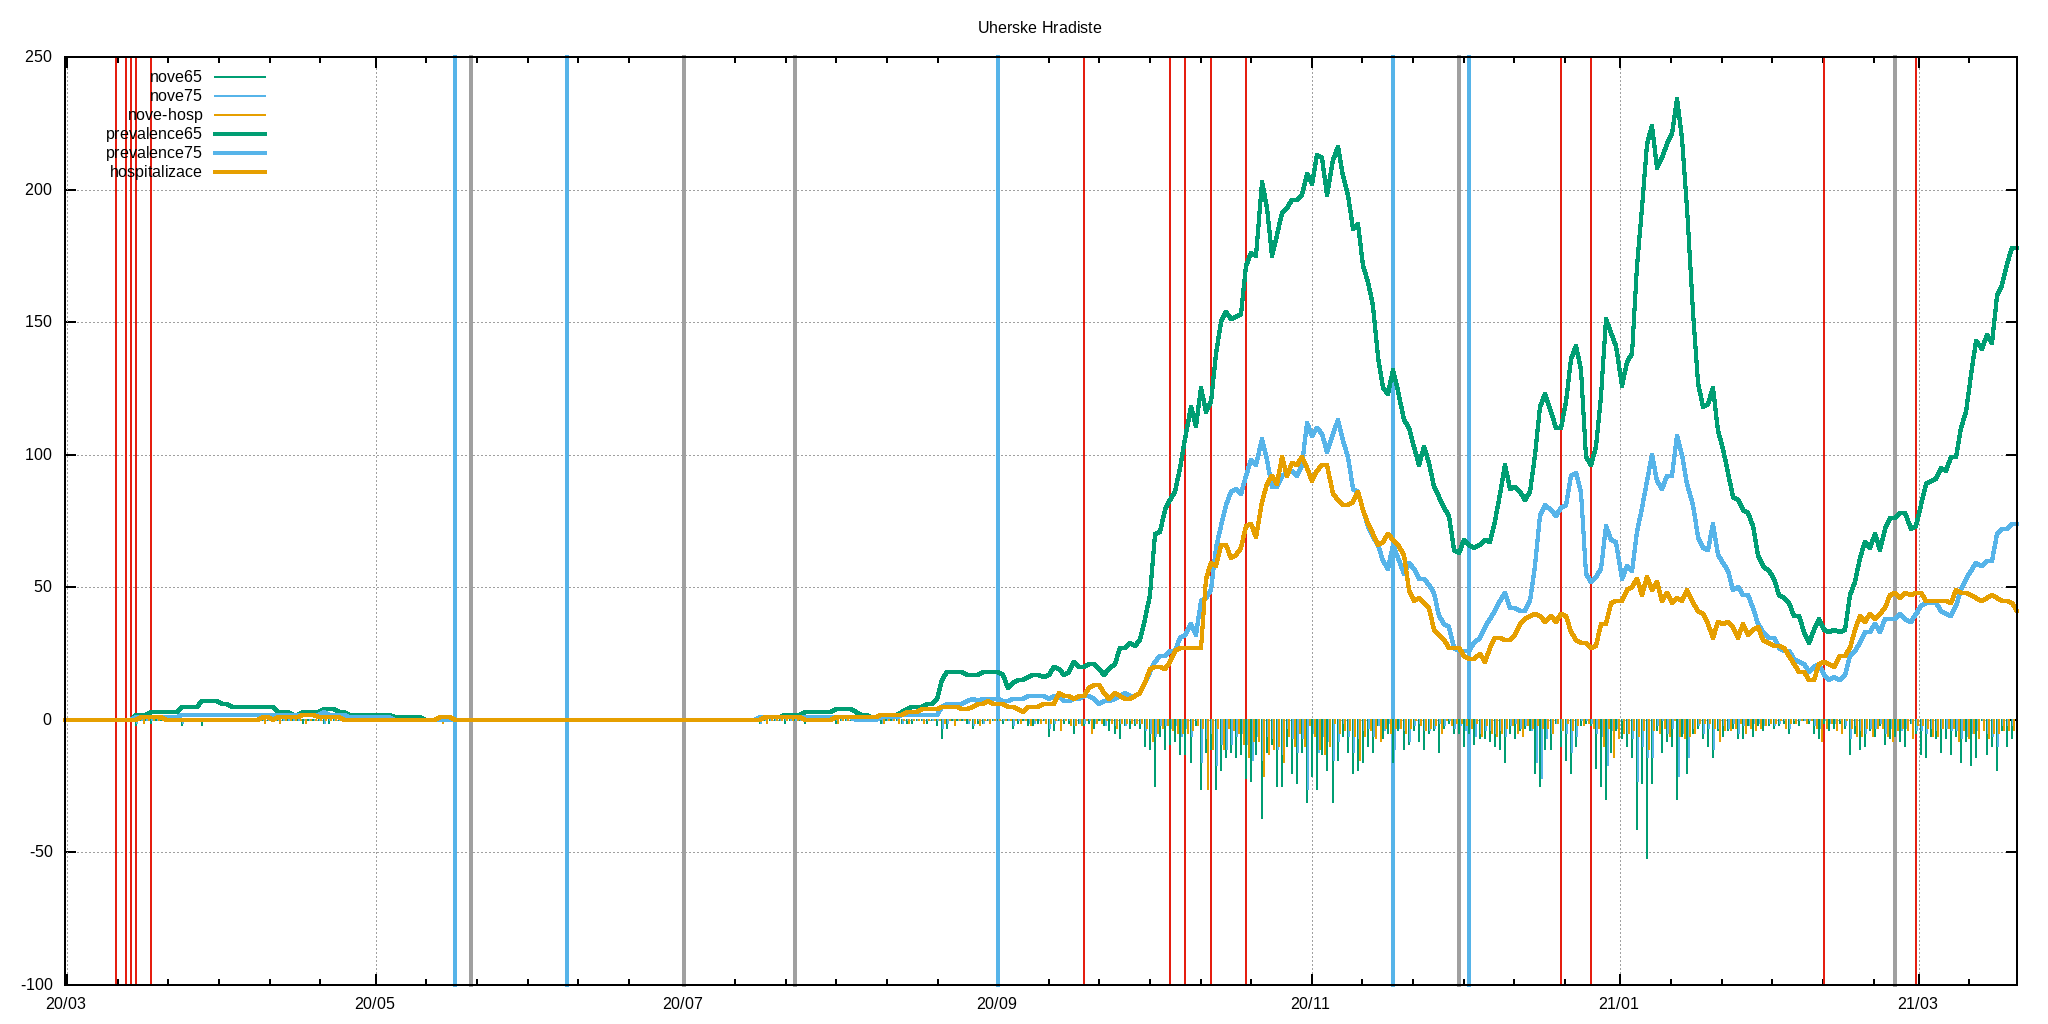 Uherske Hradiste
250
200
150
100
50
0
-50
-100
nove65
nove75
nove-hosp
prevalence65
prevalence75
hospitalizace
20/03 20/05 20/07 20/09 20/11 21/01 21/03